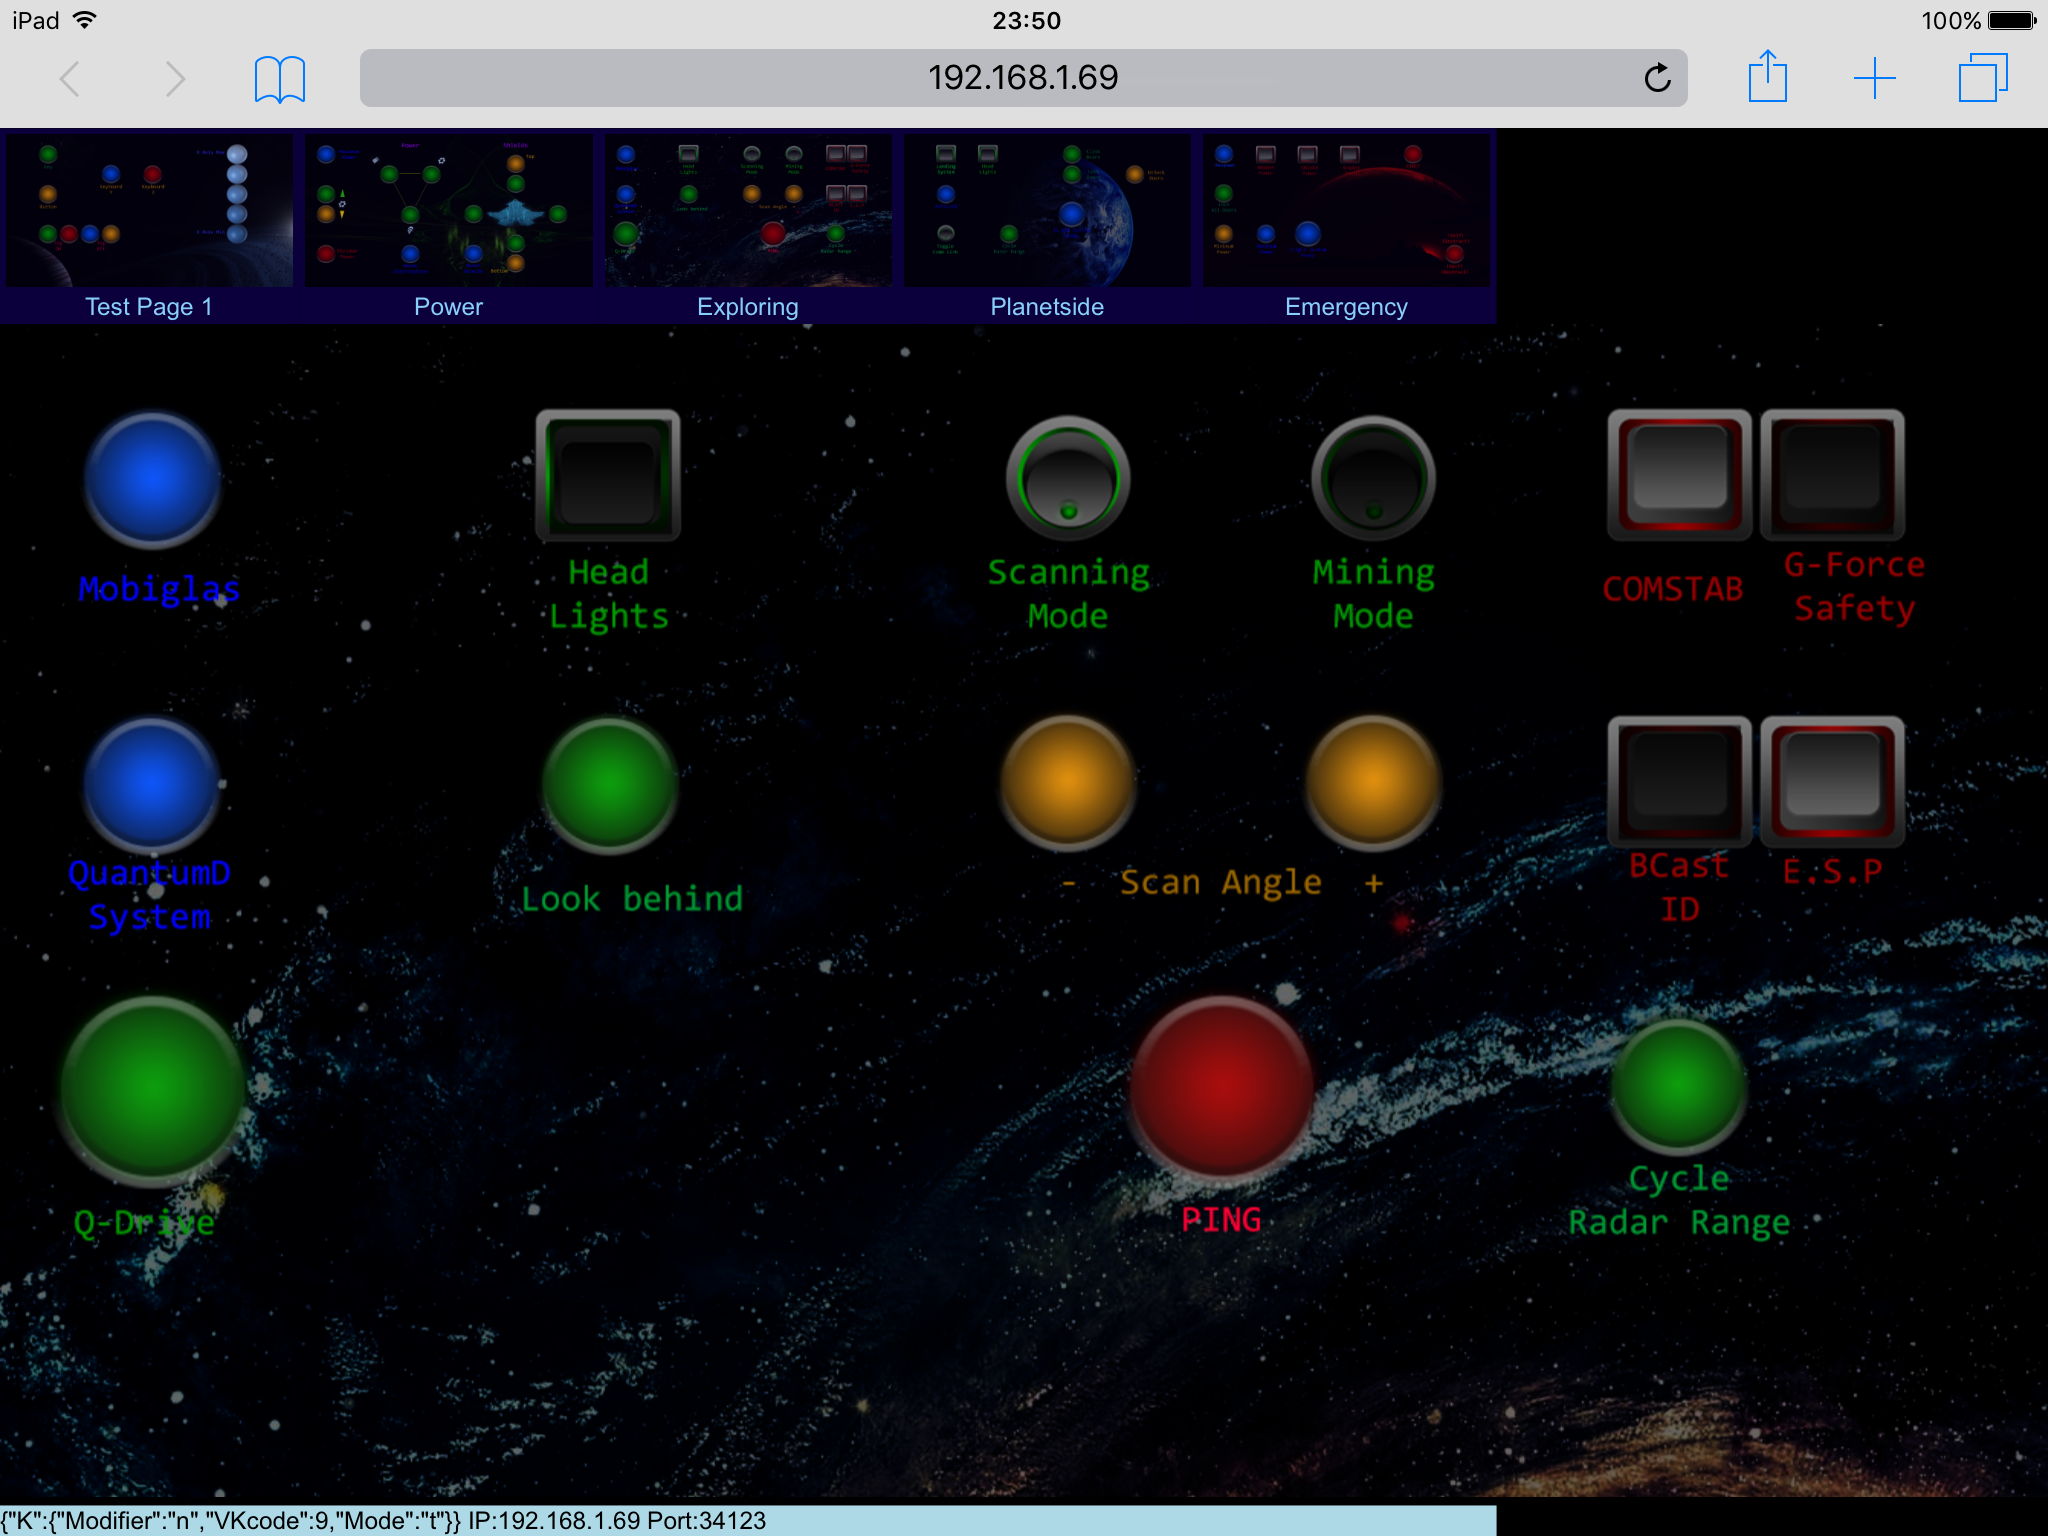 iPad
23:50
100%
192.168.1.69
Test Page 1
Power
Exploring
Planetside
Emergency
Mobiglas
Head
Lights
Scanning
Mode
Mining
Mode
COMSTAB
G-Force
Safety
QuantumD
System
Look behind
- Scan Angle +
BCast
ID
E.S.P
Q-Drive
PING
Cycle
Radar Range
{"K":{"Modifier":"n","VKcode":9,"Mode":"t"}} IP:192.168.1.69 Port:34123